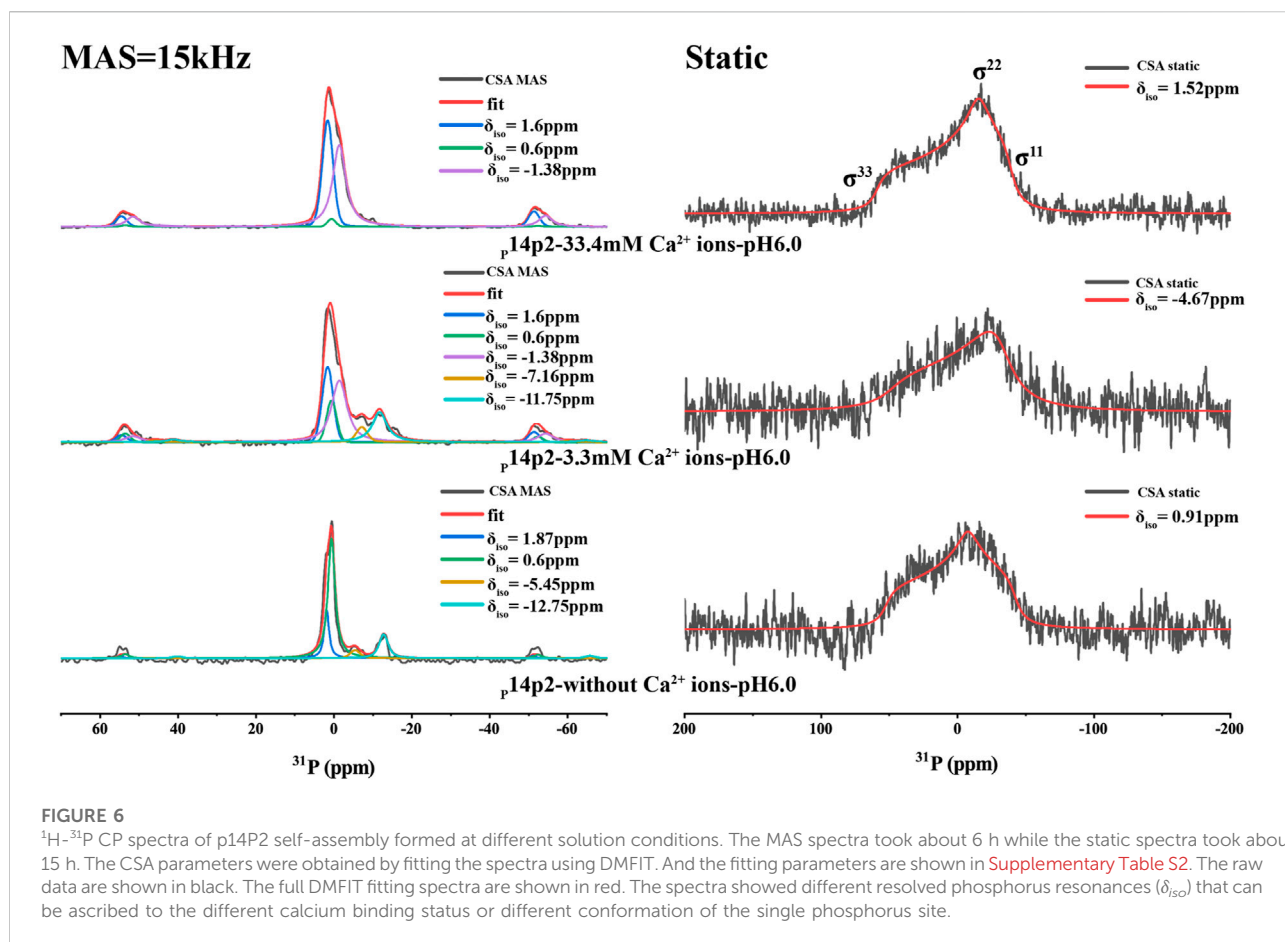 MAS=15kHz
CSA MAS
fit
δiso= 1.6ppm
δiso= 0.6ppm
δiso= -1.38ppm
P14p2-33.4mM Ca²⁺ ions-pH6.0
CSA MAS
fit
δiso= 1.6ppm
δiso= 0.6ppm
δiso= -1.38ppm
δiso= -7.16ppm
δiso= -11.75ppm
P14p2-3.3mM Ca²⁺ ions-pH6.0
CSA MAS
fit
δiso= 1.87ppm
δiso= 0.6ppm
δiso= -5.45ppm
δiso= -12.75ppm
P14p2-without Ca²⁺ ions-pH6.0
60 40 20 0 -20 -40 -60
³¹P (ppm)
Static
CSA static
δiso= 1.52ppm
σ²²
σ¹¹
σ³³
CSA static
δiso= -4.67ppm
CSA static
δiso= 0.91ppm
200 100 0 -100 -200
³¹P (ppm)
FIGURE 6
¹H-³¹P CP spectra of p14P2 self-assembly formed at different solution conditions. The MAS spectra took about 6 h while the static spectra took abou
15 h. The CSA parameters were obtained by fitting the spectra using DMFIT. And the fitting parameters are shown in Supplementary Table S2. The raw
data are shown in black. The full DMFIT fitting spectra are shown in red. The spectra showed different resolved phosphorus resonances (δiso) that can
be ascribed to the different calcium binding status or different conformation of the single phosphorus site.